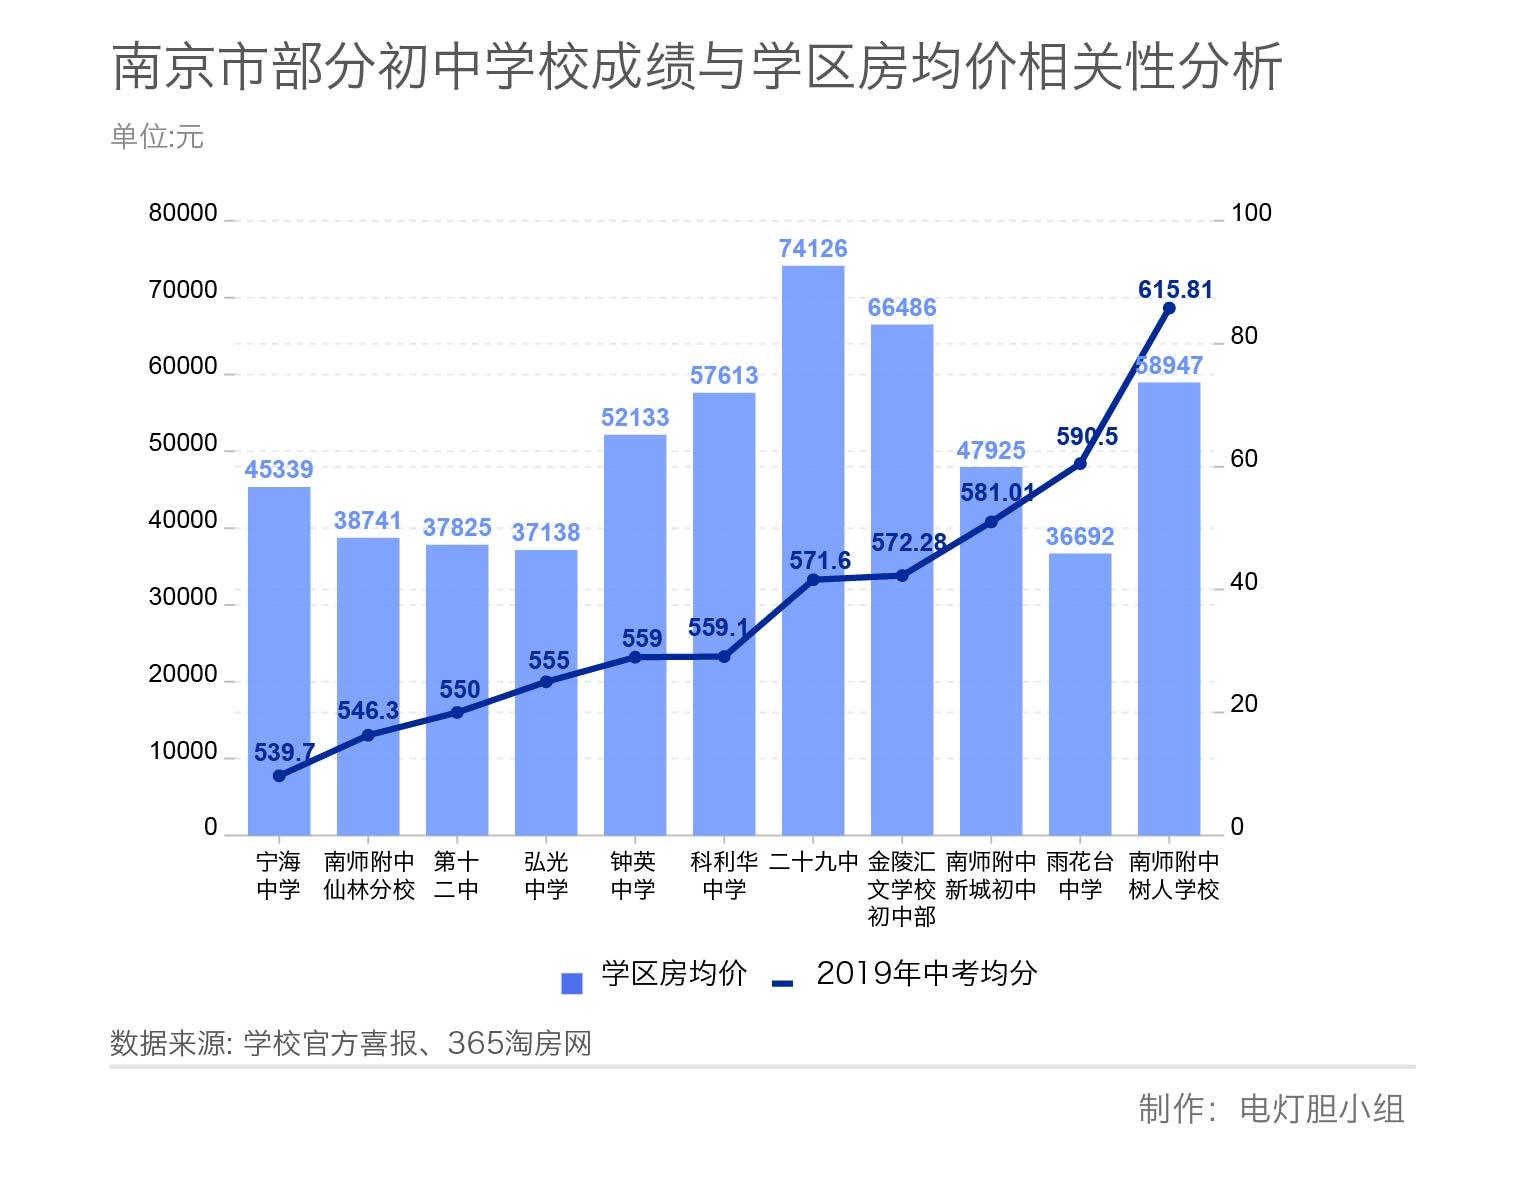 南京市部分初中学校成绩与学区房均价相关性分析
单位:元
80000
70000
60000
50000
40000
30000
20000
10000
0
100
80
60
40
20
0
45339
38741
37825
37138
52133
57613
74126
66486
47925
36692
58947
539.7
546.3
550
555
559
559.1
571.6
572.28
581.01
590.5
615.81
宁海
中学
南师附中
仙林分校
第十
二中
弘光
中学
钟英
中学
科利华
中学
二十九中
金陵汇
文学校
初中部
南师附中
新城初中
雨花台
中学
南师附中
树人学校
学区房均价
2019年中考均分
数据来源: 学校官方喜报、365淘房网
制作：电灯胆小组